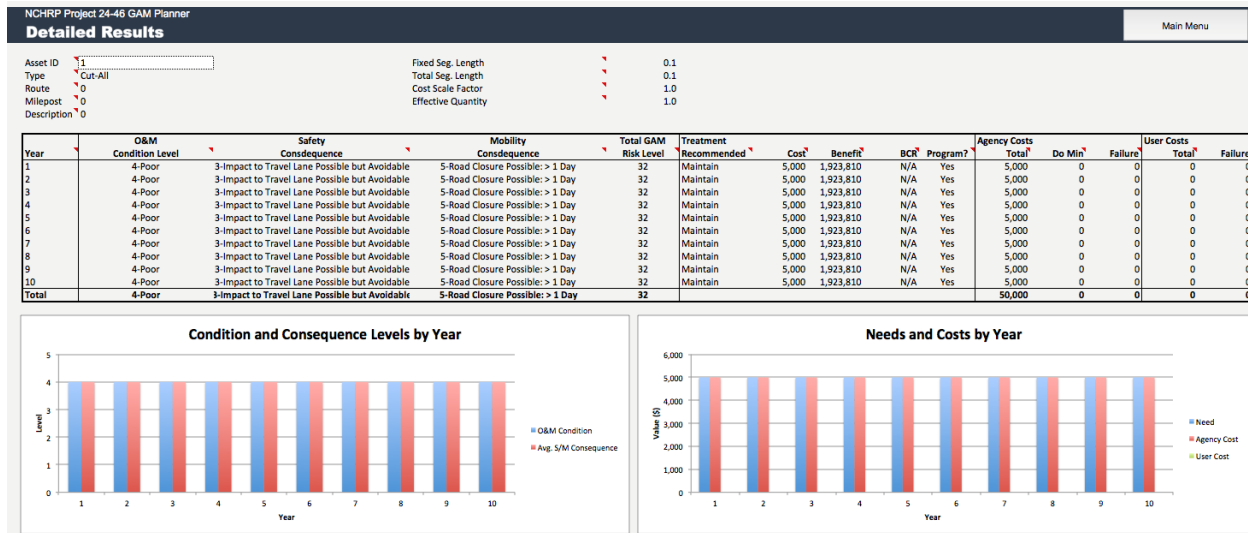 NCHRP Project 24-46 GAM Planner
Detailed Results
Main Menu
Asset ID 1 Fixed Seg. Length 0.1
Type Cut-All Total Seg. Length 0.1
Route 0 Cost Scale Factor 1.0
Milepost 0 Effective Quantity 1.0
Description 0
O&M Safety Mobility Total GAM Treatment Agency Costs User Costs
Year Condition Level Consdequence Consdequence Risk Level Recommended Cost Benefit BCR Program? Total Do Min Failure Total Failure
1 4-Poor 3-Impact to Travel Lane Possible but Avoidable 5-Road Closure Possible: > 1 Day 32 Maintain 5,000 1,923,810 N/A Yes 5,000 0 0 0 0
2 4-Poor 3-Impact to Travel Lane Possible but Avoidable 5-Road Closure Possible: > 1 Day 32 Maintain 5,000 1,923,810 N/A Yes 5,000 0 0 0 0
3 4-Poor 3-Impact to Travel Lane Possible but Avoidable 5-Road Closure Possible: > 1 Day 32 Maintain 5,000 1,923,810 N/A Yes 5,000 0 0 0 0
4 4-Poor 3-Impact to Travel Lane Possible but Avoidable 5-Road Closure Possible: > 1 Day 32 Maintain 5,000 1,923,810 N/A Yes 5,000 0 0 0 0
5 4-Poor 3-Impact to Travel Lane Possible but Avoidable 5-Road Closure Possible: > 1 Day 32 Maintain 5,000 1,923,810 N/A Yes 5,000 0 0 0 0
6 4-Poor 3-Impact to Travel Lane Possible but Avoidable 5-Road Closure Possible: > 1 Day 32 Maintain 5,000 1,923,810 N/A Yes 5,000 0 0 0 0
7 4-Poor 3-Impact to Travel Lane Possible but Avoidable 5-Road Closure Possible: > 1 Day 32 Maintain 5,000 1,923,810 N/A Yes 5,000 0 0 0 0
8 4-Poor 3-Impact to Travel Lane Possible but Avoidable 5-Road Closure Possible: > 1 Day 32 Maintain 5,000 1,923,810 N/A Yes 5,000 0 0 0 0
9 4-Poor 3-Impact to Travel Lane Possible but Avoidable 5-Road Closure Possible: > 1 Day 32 Maintain 5,000 1,923,810 N/A Yes 5,000 0 0 0 0
10 4-Poor 3-Impact to Travel Lane Possible but Avoidable 5-Road Closure Possible: > 1 Day 32 Maintain 5,000 1,923,810 N/A Yes 5,000 0 0 0 0
Total 4-Poor 3-Impact to Travel Lane Possible but Avoidable 5-Road Closure Possible: > 1 Day 32 50,000 0 0 0 0
Condition and Consequence Levels by Year
5
4
3
2
1
0
Level
1 2 3 4 5 6 7 8 9 10
Year
O&M Condition
Avg. S/M Consequence
Needs and Costs by Year
6,000
5,000
4,000
3,000
2,000
1,000
0
Value ($)
1 2 3 4 5 6 7 8 9 10
Year
Need
Agency Cost
User Cost